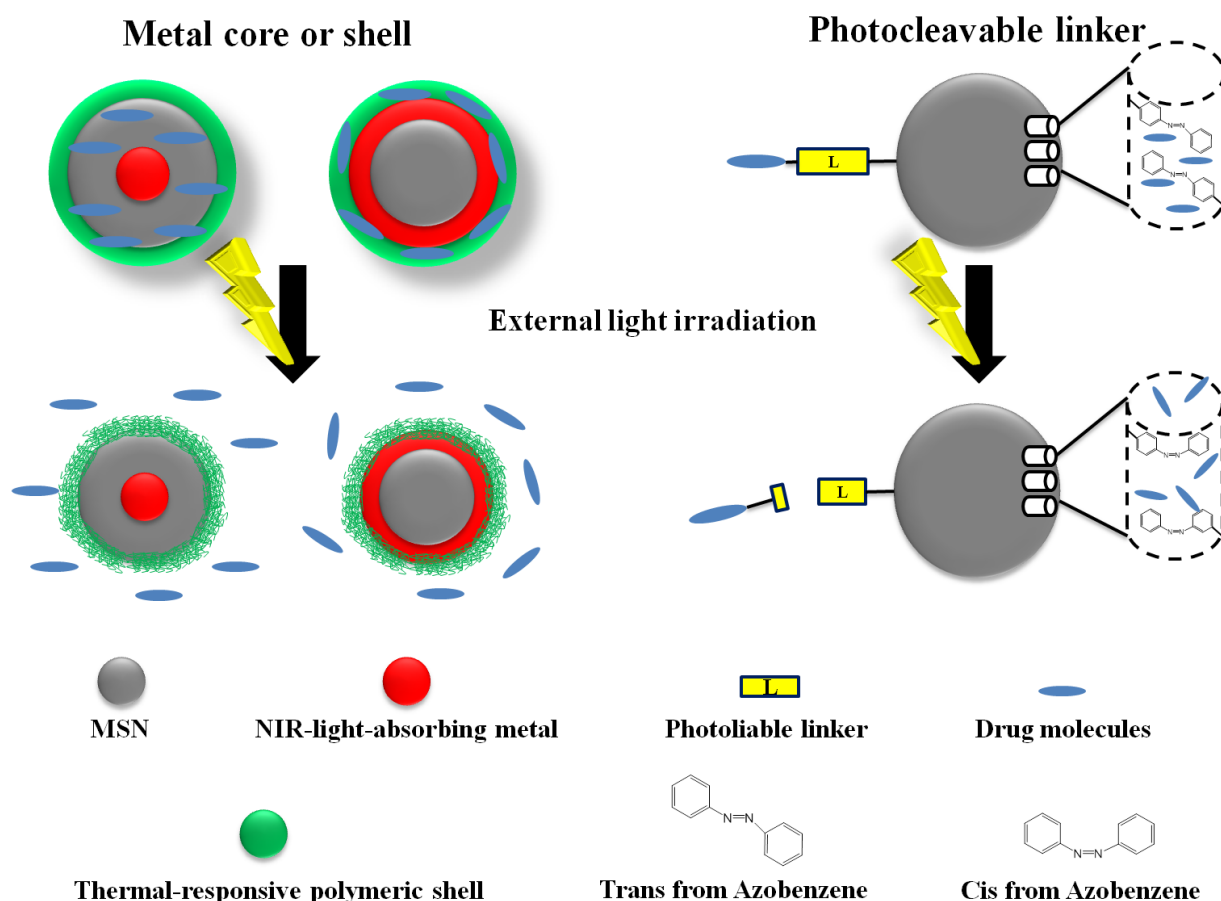 Metal core or shell
Photocleavable linker
L
N=N
N=N
External light irradiation
L
N=N
N=N
L
MSN
NIR-light-absorbing metal
Photoliable linker
Drug molecules
N=N
N=N
Thermal-responsive polymeric shell
Trans from Azobenzene
Cis from Azobenzene